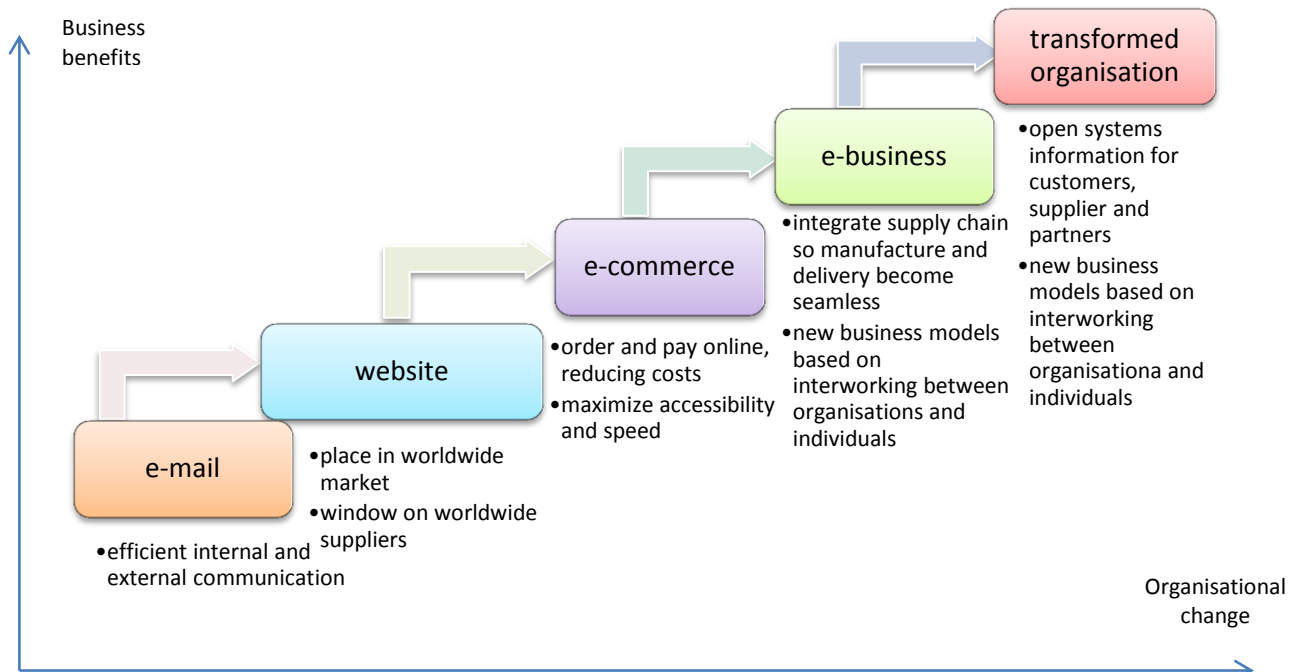 Business
benefits
transformed
organisation
•open systems
information for
customers,
supplier and
partners
•new business
models based on
interworking
between
organisationa and
individuals
e-business
•integrate supply chain
so manufacture and
delivery become
seamless
•new business models
based on
interworking between
organisations and
individuals
e-commerce
•order and pay online,
reducing costs
•maximize accessibility
and speed
website
•place in worldwide
market
•window on worldwide
suppliers
e-mail
•efficient internal and
external communication
Organisational
change